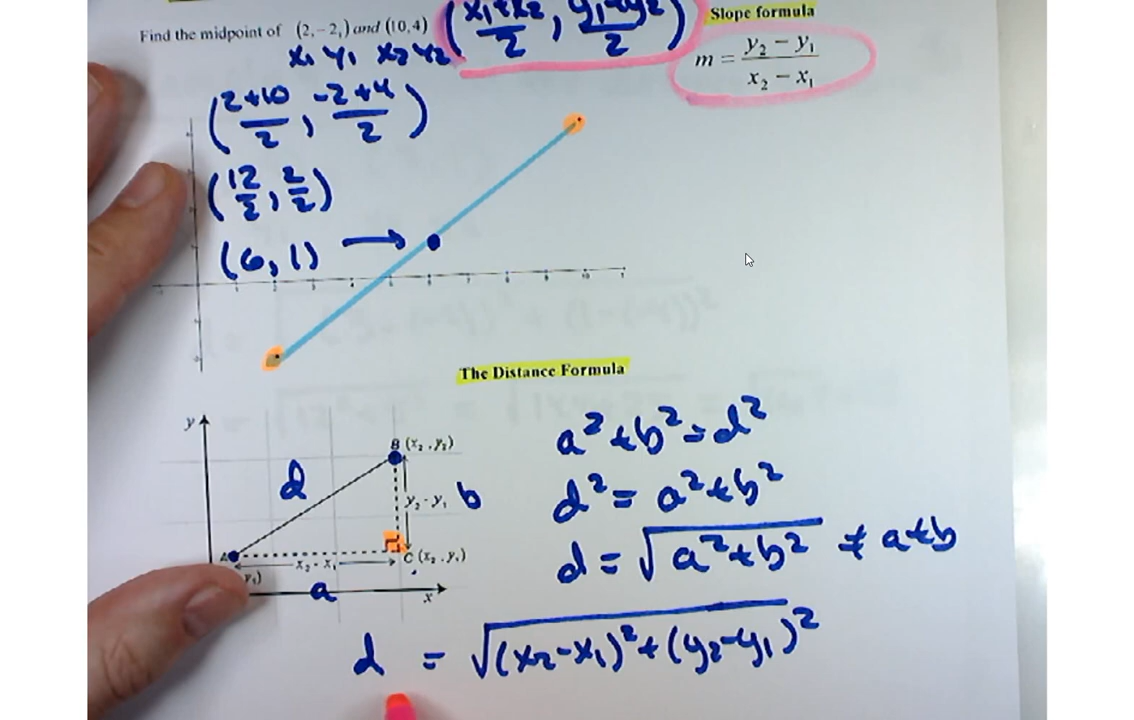 Find the midpoint of (2,-2,) and (10,4) (x₁+x₂/2, y₁+y₂/2)
x₁ y₁ x₂ y₂
Slope formula
m = y₂ − y₁ / x₂ − x₁
(2+10/2, -2+4/2)
(12/2, 2/2)
(6,1) →
10
The Distance Formula
y
B (x₂ , y₂)
d
y₂ - y₁ b
A
C (x₂ , y₁)
x₂ - x₁
y₁)
a
x
a²+b²=d²
d²=a²+b²
d=√a²+b² ≠ a+b
d = √(x₂-x₁)²+(y₂-y₁)²